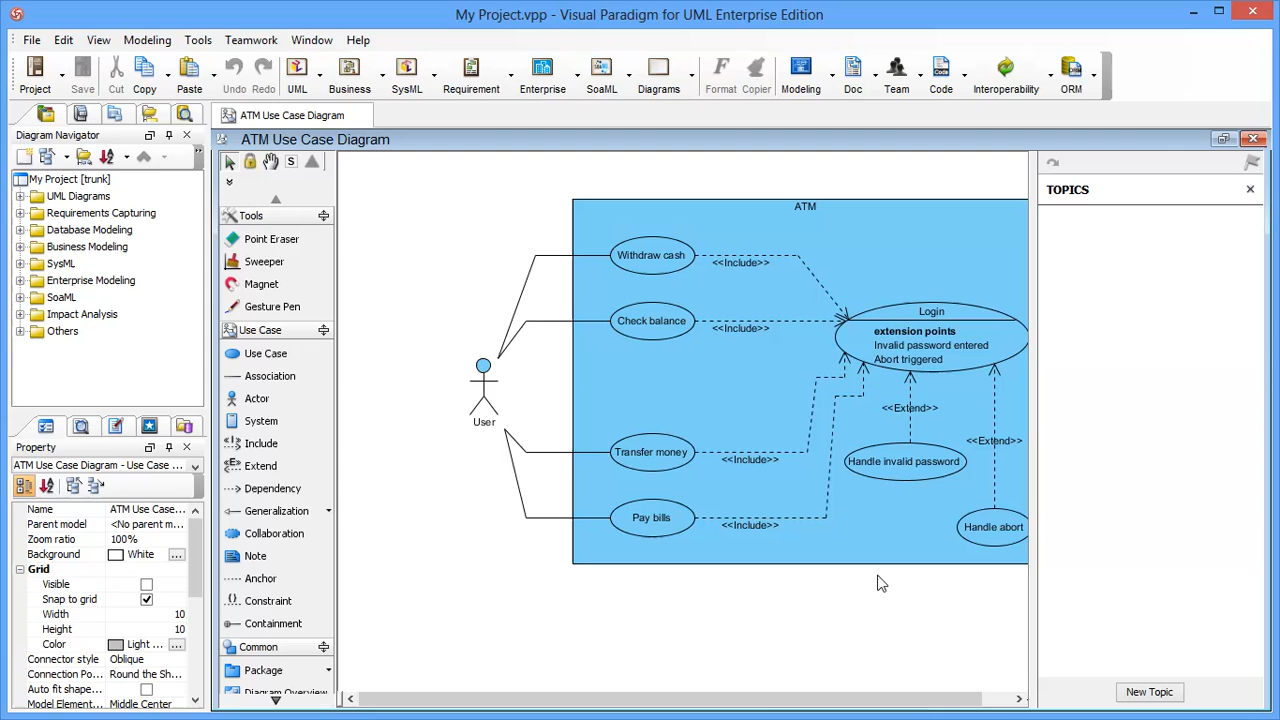 My Project.vpp - Visual Paradigm for UML Enterprise Edition
File Edit View Modeling Tools Teamwork Window Help
Project Save Cut Copy Paste Undo Redo UML Business SysML Requirement Enterprise SoaML Diagrams Format Copier Modeling Doc Team Code Interoperability ORM
ATM Use Case Diagram
Diagram Navigator
ATM Use Case Diagram
S
TOPICS
My Project [trunk]
UML Diagrams
Requirements Capturing
Database Modeling
Business Modeling
SysML
Enterprise Modeling
SoaML
Impact Analysis
Others
Tools
Point Eraser
Sweeper
Magnet
Gesture Pen
Use Case
Use Case
Association
Actor
System
Include
Extend
Dependency
Generalization
Collaboration
Note
Anchor
Constraint
Containment
Common
Package
Diagram Overview
ATM
Withdraw cash
<<Include>>
Check balance
<<Include>>
Login
extension points
Invalid password entered
Abort triggered
User
<<Extend>>
<<Extend>>
Transfer money
<<Include>>
Handle invalid password
Pay bills
<<Include>>
Handle abort
Property
ATM Use Case Diagram - Use Case ...
Name ATM Use Cas...
Parent model <No parent m...
Zoom ratio 100%
Background White ...
Grid
Visible
Snap to grid
Width 10
Height 10
Color Light ... ...
Connector style Oblique
Connection Po... Round the Sh...
Auto fit shape...
Model Element... Middle Center
New Topic